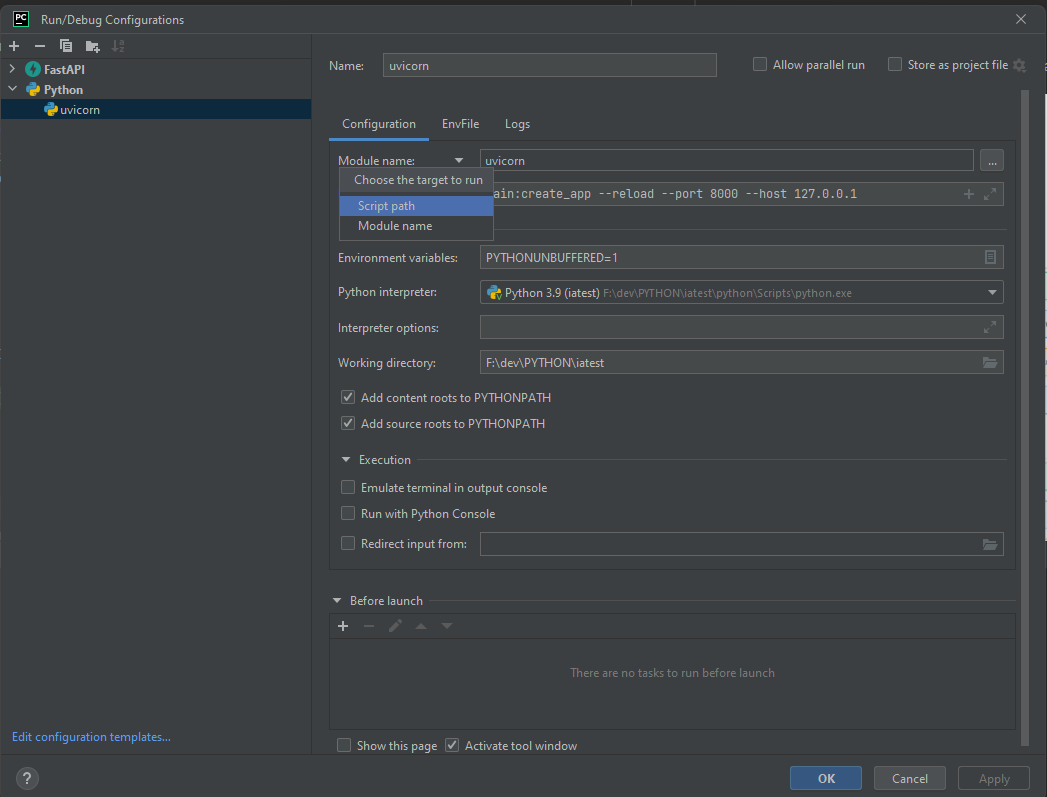 PC Run/Debug Configurations
FastAPI
Python
uvicorn
Name: uvicorn
Allow parallel run
Store as project file
Configuration EnvFile Logs
Module name: uvicorn ...
Choose the target to run
ain:create_app --reload --port 8000 --host 127.0.0.1
Script path
Module name
Environment variables: PYTHONUNBUFFERED=1
Python interpreter: Python 3.9 (iatest) F:\dev\PYTHON\iatest\python\Scripts\python.exe
Interpreter options:
Working directory: F:\dev\PYTHON\iatest
Add content roots to PYTHONPATH
Add source roots to PYTHONPATH
Execution
Emulate terminal in output console
Run with Python Console
Redirect input from:
Before launch
There are no tasks to run before launch
Edit configuration templates...
Show this page Activate tool window
? OK Cancel Apply